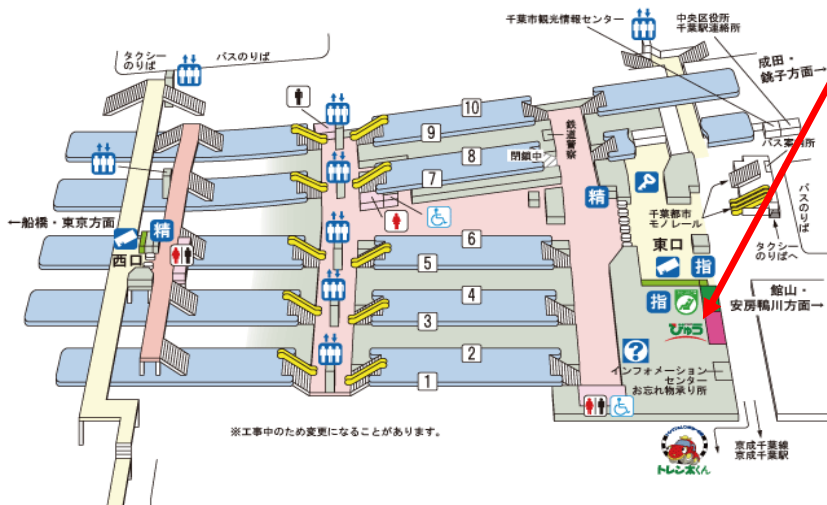 千葉市観光情報センター
中央区役所
千葉駅連絡所
タクシー
のりば
バスのりば
成田・
銚子方面→
10
9
鉄道警察
8
閉鎖中
7
バス案内所
バスのりば
←船橋・東京方面
精
精
千葉都市
モノレール
タクシー
のりばへ
西口
6
5
東口
指
4
3
指
館山・
安房鴨川方面→
びゅう
2
1
?
インフォメーション
センター
お忘れ物承り所
※工事中のため変更になることがあります。
トレン太くん
京成千葉線
京成千葉駅